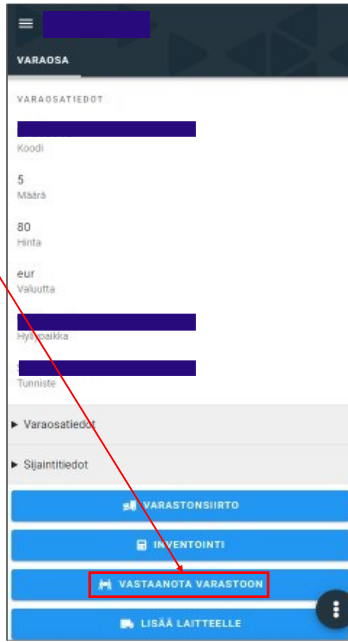 VARAOSA
VARAOSATIEDOT
Koodi
5
Määrä
80
Hinta
eur
Valuutta
Hyllypaikka
Tunniste
Varaosatiedot
Sijaintitiedot
VARASTONSIIRTO
INVENTOINTI
VASTAANOTA VARASTOON
LISÄÄ LAITTEELLE